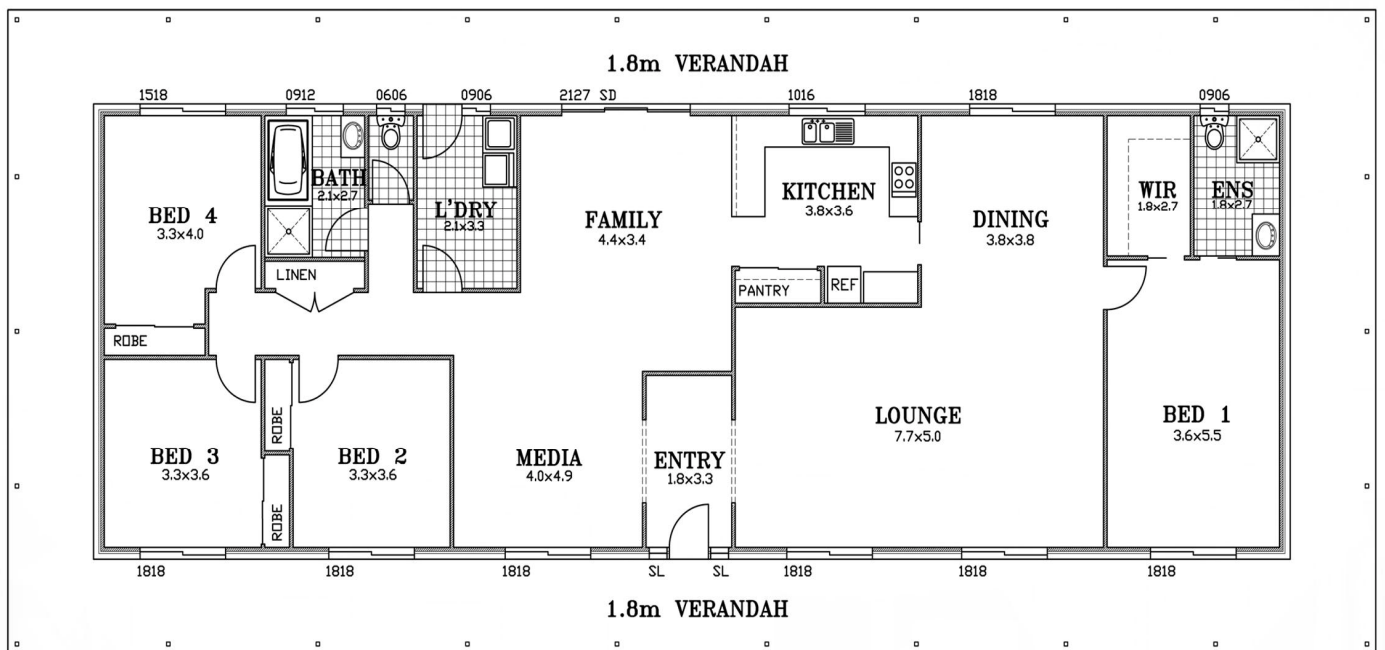 1.8m VERANDAH
1518
0912
0606
0906
2127 SD
1016
1818
0906
BED 4
3.3x4.0
BATH
2.1x2.7
L'DRY
2.1x3.3
FAMILY
4.4x3.4
KITCHEN
3.8x3.6
DINING
3.8x3.8
WIR
1.8x2.7
ENS
1.8x2.7
LINEN
PANTRY
REF
ROBE
BED 3
3.3x3.6
ROBE
ROBE
BED 2
3.3x3.6
MEDIA
4.0x4.9
ENTRY
1.8x3.3
LOUNGE
7.7x5.0
BED 1
3.6x5.5
1818
1818
1818
SL
SL
1818
1818
1818
1.8m VERANDAH